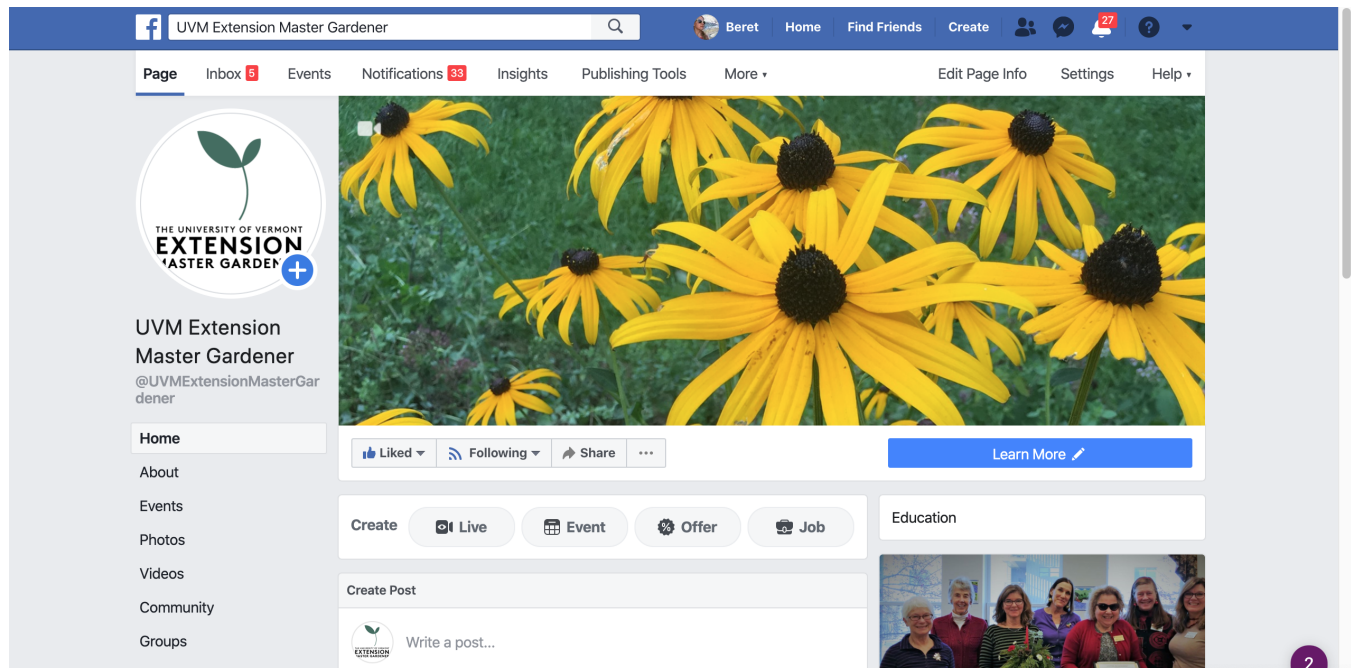 UVM Extension Master Gardener
Beret Home Find Friends Create 27
Page Inbox 5 Events Notifications 33 Insights Publishing Tools More Edit Page Info Settings Help
THE UNIVERSITY OF VERMONT
EXTENSION
MASTER GARDEN
UVM Extension
Master Gardener
@UVMExtensionMasterGar
dener
Home
About
Events
Photos
Videos
Community
Groups
Liked Following Share ...
Learn More
Create Live Event Offer Job
Education
Create Post
EXTENSION
Write a post...
2